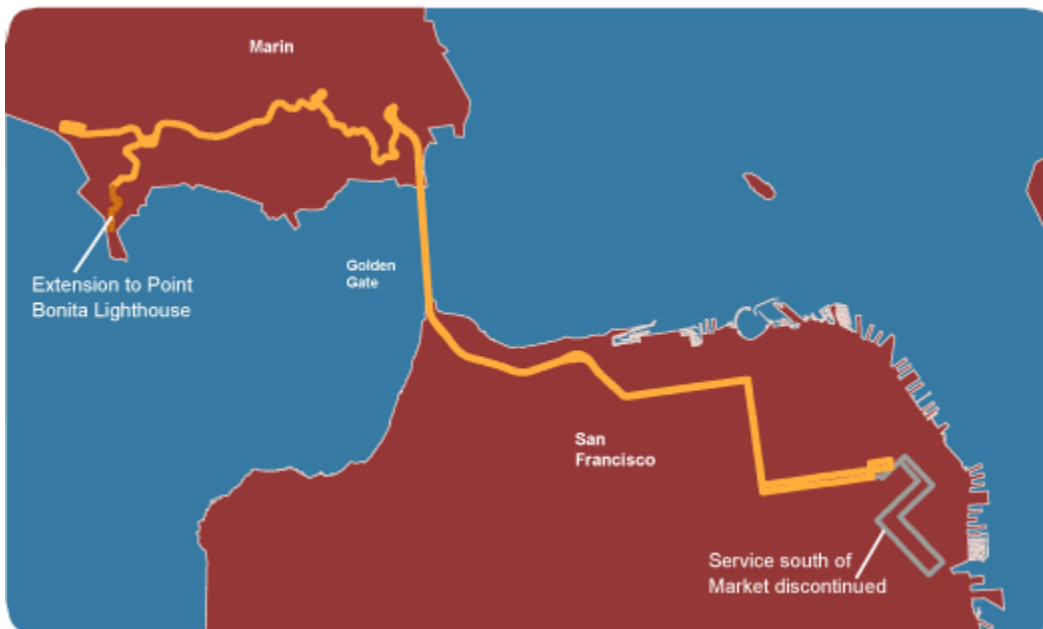 Marin
Extension to Point
Bonita Lighthouse
Golden
Gate
San
Francisco
Service south of
Market discontinued